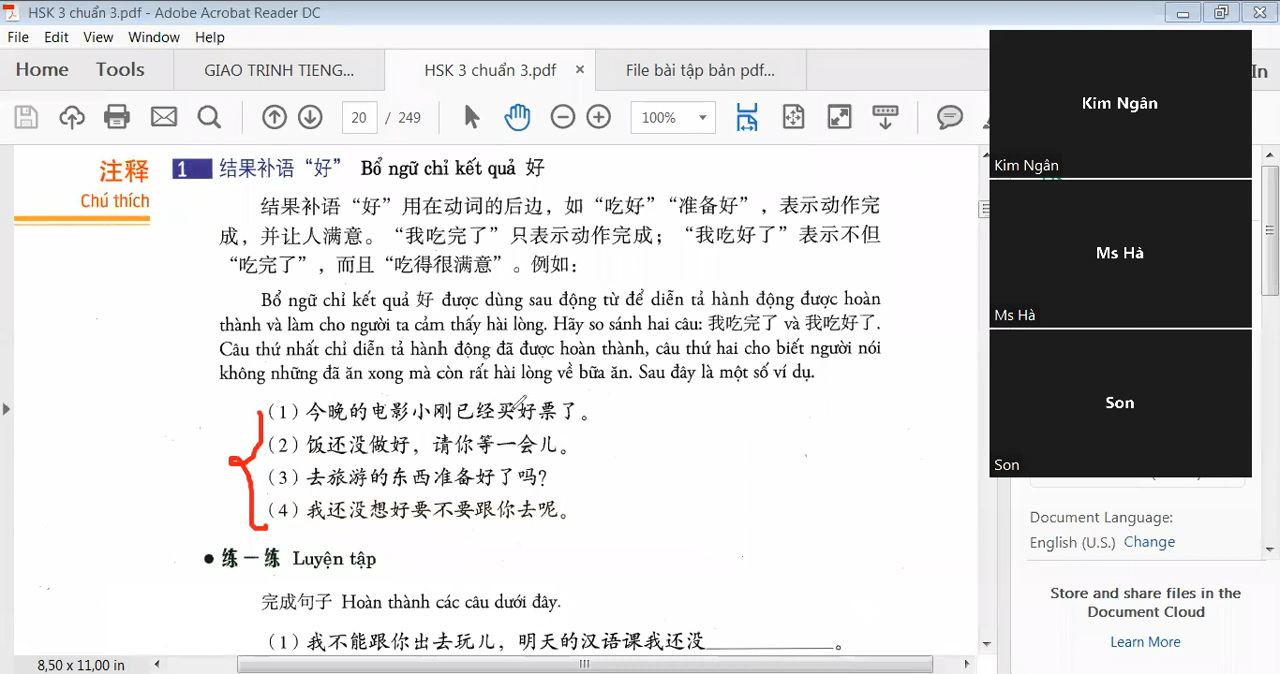 HSK 3 chuẩn 3.pdf - Adobe Acrobat Reader DC
File Edit View Window Help
Home Tools GIAO TRINH TIENG... HSK 3 chuẩn 3.pdf × File bài tập bản pdf... In
20 / 249 100%
注释 1 结果补语“好” Bổ ngữ chỉ kết quả 好
Chú thích
结果补语“好”用在动词的后边，如“吃好”“准备好”，表示动作完
成，并让人满意。“我吃完了”只表示动作完成；“我吃好了”表示不但
“吃完了”，而且“吃得很满意”。例如：
Bổ ngữ chỉ kết quả 好 được dùng sau động từ để diễn tả hành động được hoàn
thành và làm cho người ta cảm thấy hài lòng. Hãy so sánh hai câu: 我吃完了 và 我吃好了.
Câu thứ nhất chỉ diễn tả hành động đã được hoàn thành, câu thứ hai cho biết người nói
không những đã ăn xong mà còn rất hài lòng về bữa ăn. Sau đây là một số ví dụ.
（1）今晚的电影小刚已经买好票了。
（2）饭还没做好，请你等一会儿。
（3）去旅游的东西准备好了吗？
（4）我还没想好要不要跟你去呢。
● 练一练 Luyện tập
完成句子 Hoàn thành các câu dưới đây.
（1）我不能跟你出去玩儿，明天的汉语课我还没____________。
8,50 x 11,00 in
Kim Ngân
Kim Ngân
Ms Hà
Ms Hà
Son
Son
Document Language:
English (U.S.) Change
Store and share files in the
Document Cloud
Learn More